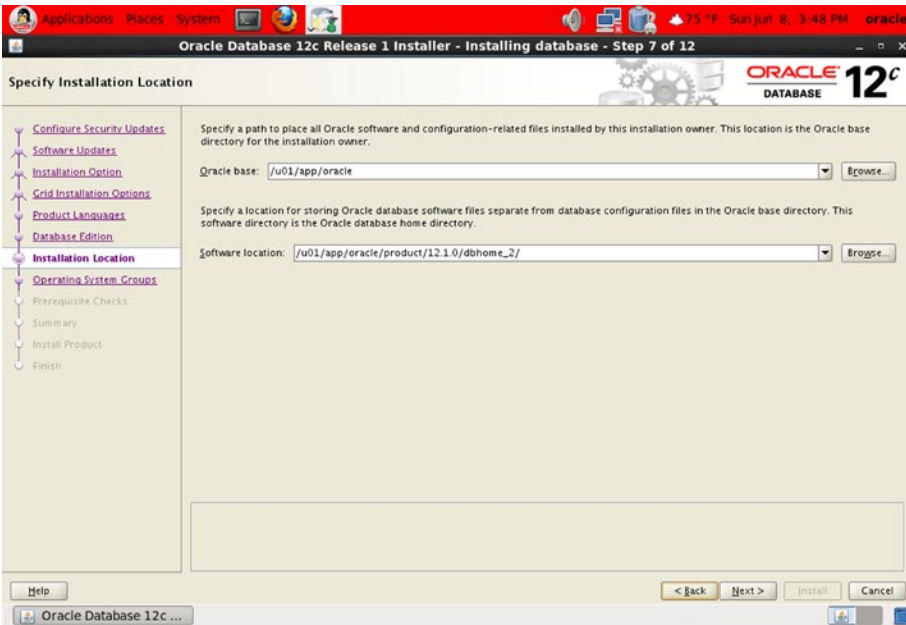 Applications Places System 75 °F Sun Jun 8, 3:48 PM oracle
Oracle Database 12c Release 1 Installer - Installing database - Step 7 of 12
Specify Installation Location
ORACLE
DATABASE
12c
Configure Security Updates
Software Updates
Installation Option
Grid Installation Options
Product Languages
Database Edition
Installation Location
Operating System Groups
Prerequisite Checks
Summary
Install Product
Finish
Specify a path to place all Oracle software and configuration-related files installed by this installation owner. This location is the Oracle base
directory for the installation owner.
Oracle base: /u01/app/oracle Browse...
Specify a location for storing Oracle database software files separate from database configuration files in the Oracle base directory. This
software directory is the Oracle database home directory.
Software location: /u01/app/oracle/product/12.1.0/dbhome_2/ Browse...
Help < Back Next > Install Cancel
Oracle Database 12c ...